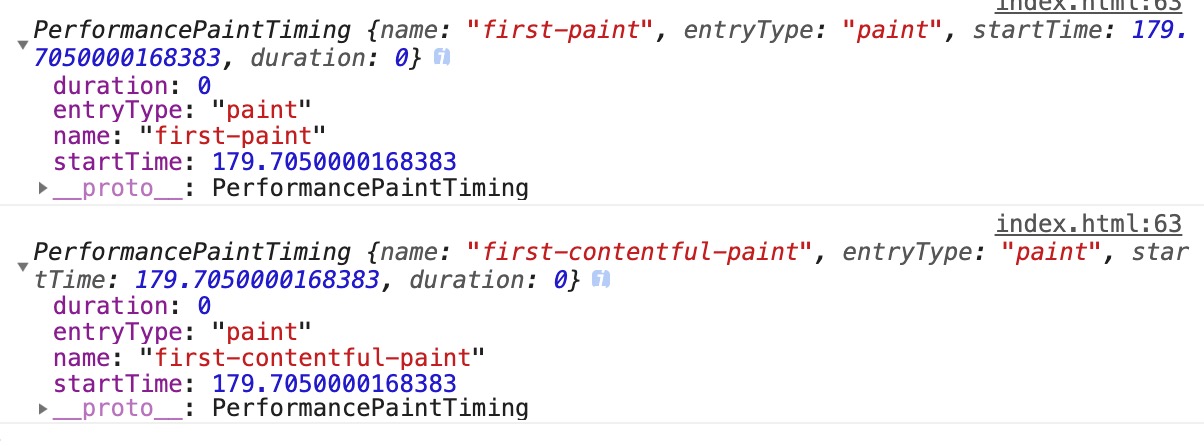 index.html:63
PerformancePaintTiming {name: "first-paint", entryType: "paint", startTime: 179.
7050000168383, duration: 0} i
duration: 0
entryType: "paint"
name: "first-paint"
startTime: 179.7050000168383
__proto__: PerformancePaintTiming
index.html:63
PerformancePaintTiming {name: "first-contentful-paint", entryType: "paint", star
tTime: 179.7050000168383, duration: 0} i
duration: 0
entryType: "paint"
name: "first-contentful-paint"
startTime: 179.7050000168383
__proto__: PerformancePaintTiming